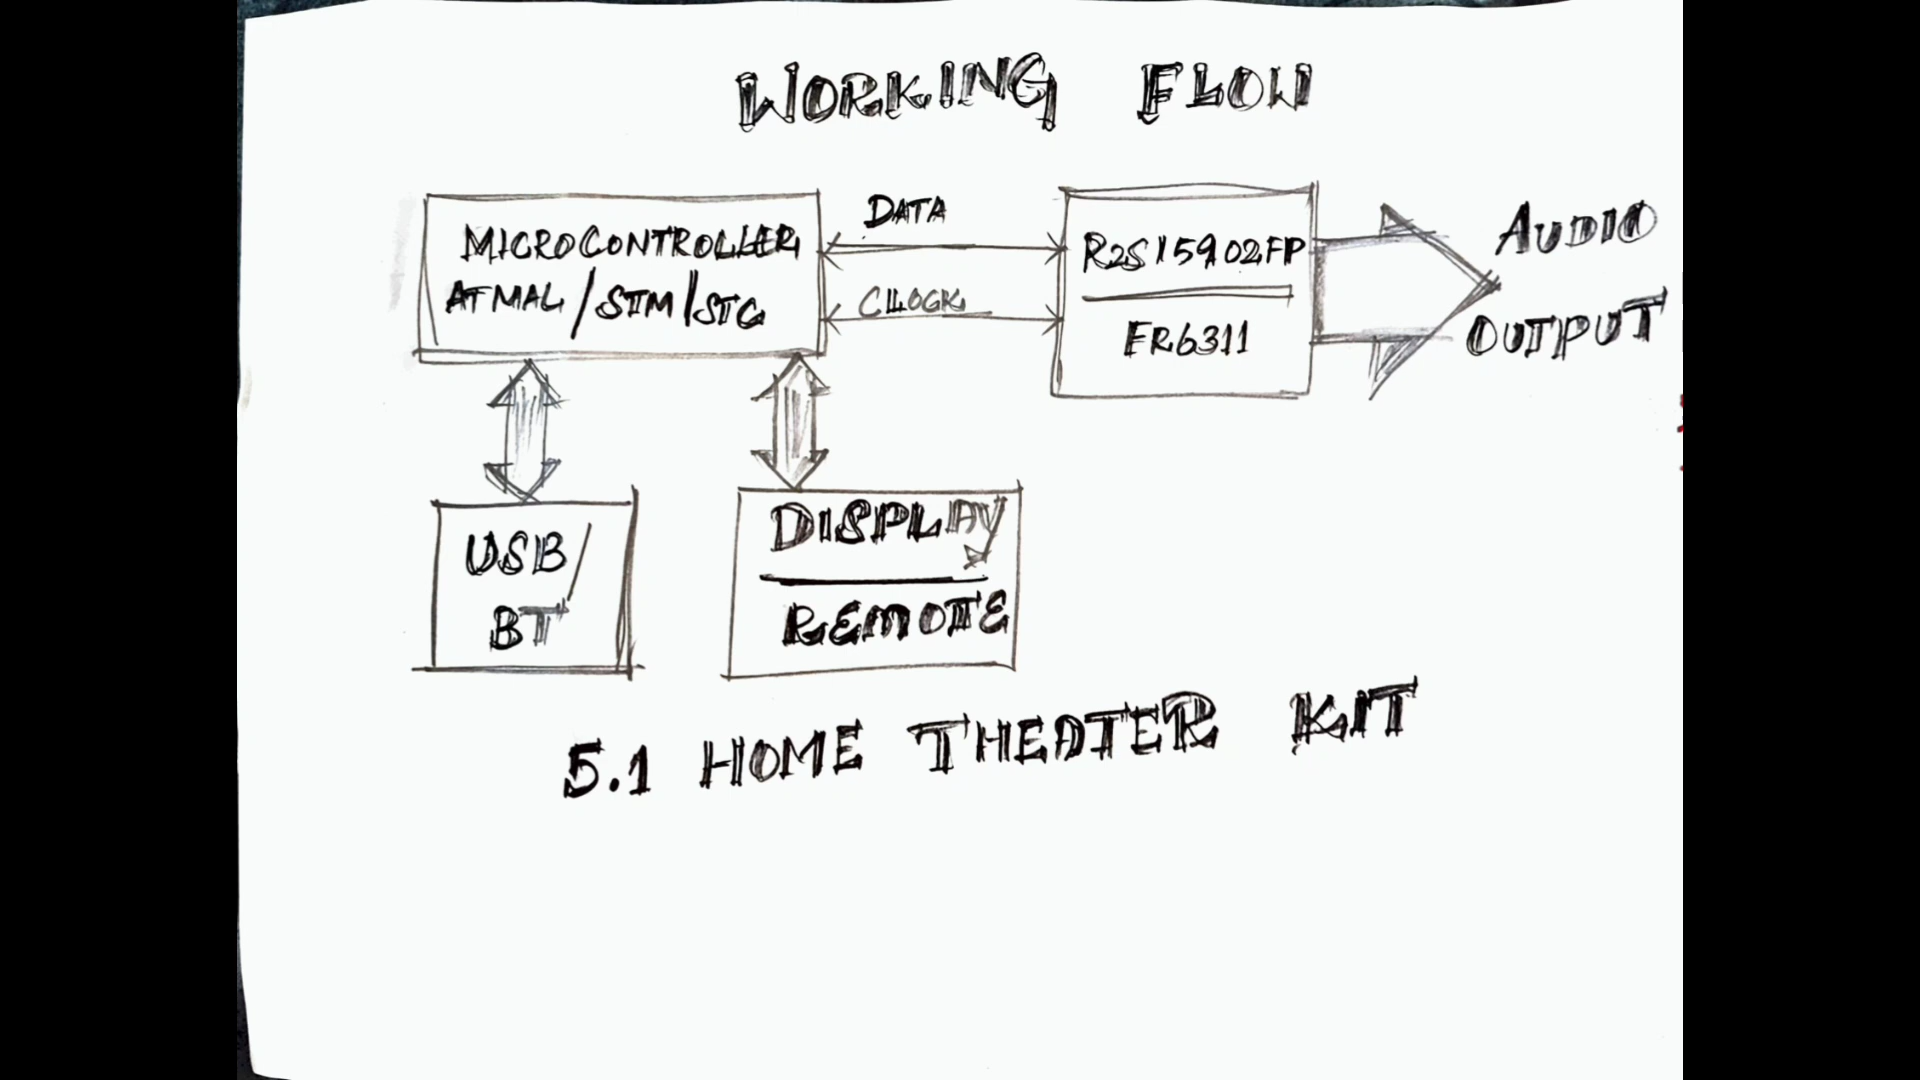 WORKING FLOW
DATA
MICROCONTROLLER
ATMAL/STM/STC
CLOCK
R2S15902FP
FR6311
AUDIO
OUTPUT
USB/
BT
DISPLAY
REMOTE
5.1 HOME THEATER KIT